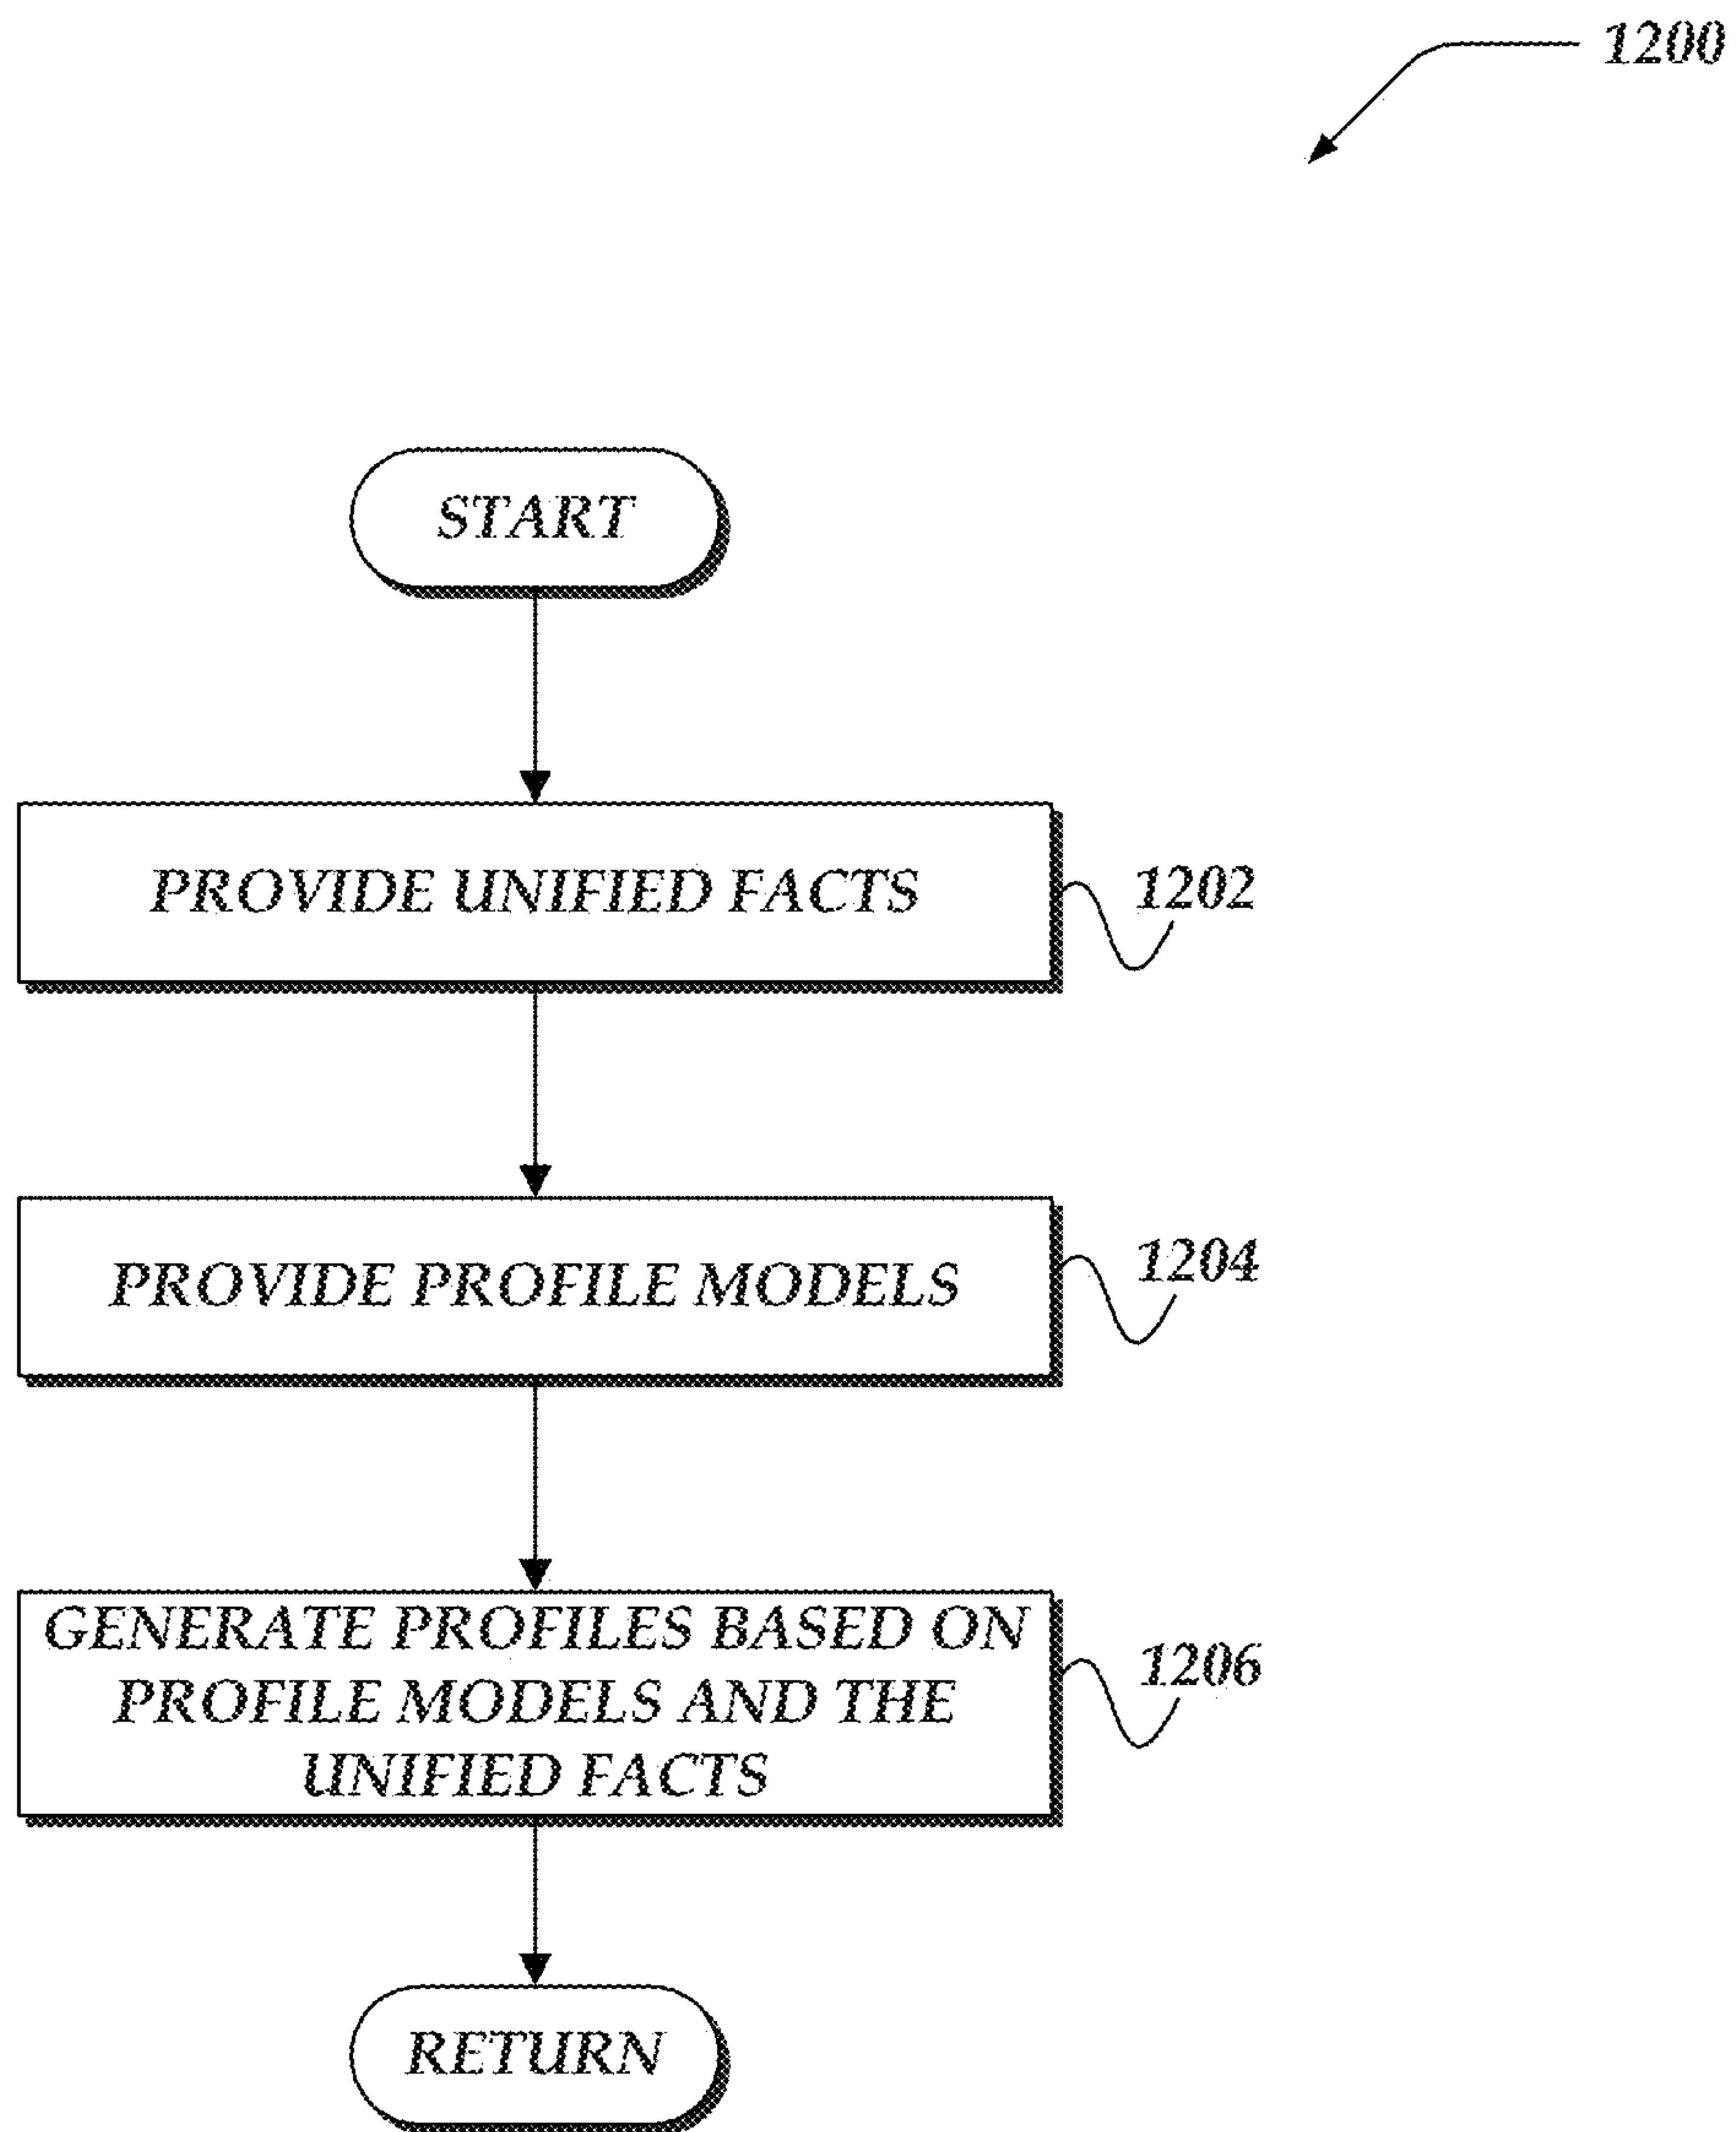 1200
START
PROVIDE UNIFIED FACTS
1202
PROVIDE PROFILE MODELS
1204
GENERATE PROFILES BASED ON
PROFILE MODELS AND THE
UNIFIED FACTS
1206
RETURN